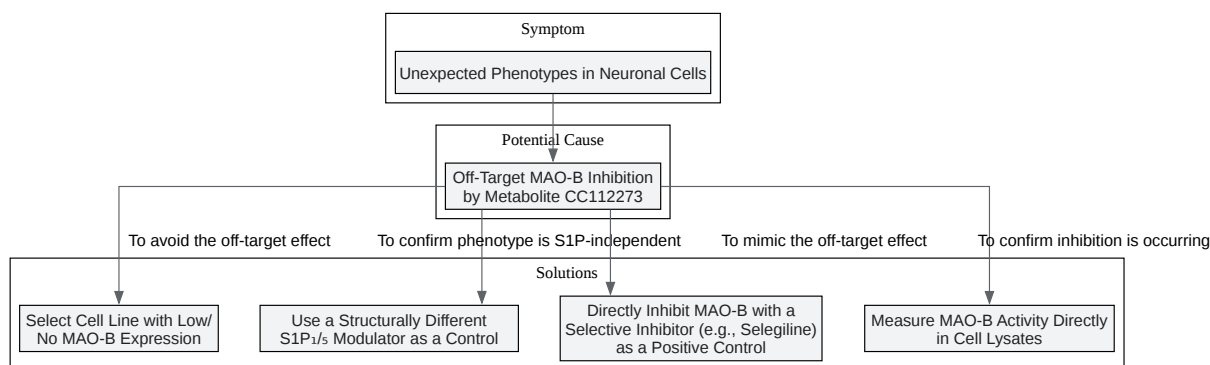 Symptom
Unexpected Phenotypes in Neuronal Cells
Potential Cause
Off-Target MAO-B Inhibition
by Metabolite CC112273
To avoid the off-target effect
To confirm phenotype is S1P-independent
To mimic the off-target effect
To confirm inhibition is occurring
Solutions
Select Cell Line with Low/
No MAO-B Expression
Use a Structurally Different
S1P₁/₅ Modulator as a Control
Directly Inhibit MAO-B with a
Selective Inhibitor (e.g., Selegiline)
as a Positive Control
Measure MAO-B Activity Directly
in Cell Lysates